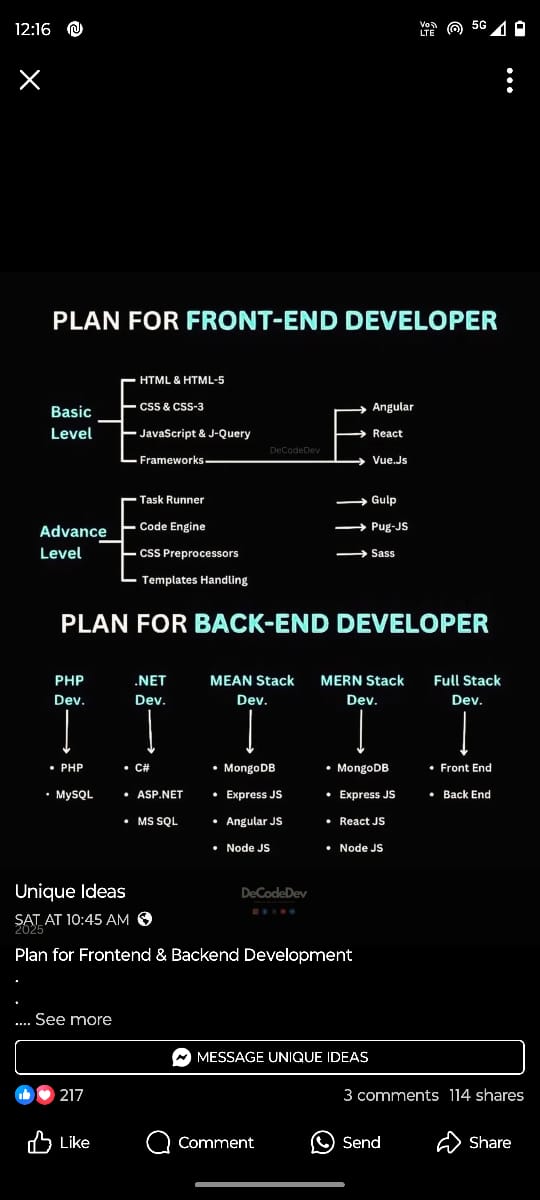 12:16
Vo))
LTE
5G
PLAN FOR FRONT-END DEVELOPER
Basic
Level
HTML & HTML-5
CSS & CSS-3
JavaScript & J-Query
Frameworks
DeCodeDev
Angular
React
Vue.Js
Advance
Level
Task Runner
Code Engine
CSS Preprocessors
Templates Handling
Gulp
Pug-JS
Sass
PLAN FOR BACK-END DEVELOPER
PHP
Dev.
• PHP
• MySQL
.NET
Dev.
• C#
• ASP.NET
• MS SQL
MEAN Stack
Dev.
• MongoDB
• Express JS
• Angular JS
• Node JS
MERN Stack
Dev.
• MongoDB
• Express JS
• React JS
• Node JS
Full Stack
Dev.
• Front End
• Back End
DeCodeDev
Unique Ideas
SAT AT 10:45 AM
2025
Plan for Frontend & Backend Development
.
.
.... See more
MESSAGE UNIQUE IDEAS
217
3 comments 114 shares
Like
Comment
Send
Share